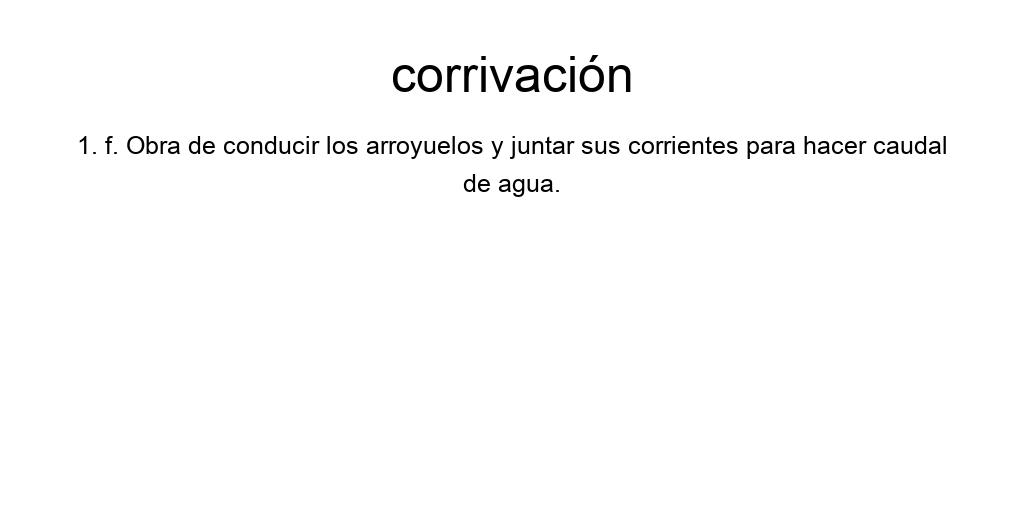 corrivación
1. f. Obra de conducir los arroyuelos y juntar sus corrientes para hacer caudal
de agua.